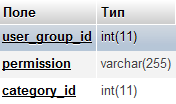 Поле Тип
user_group_id int(11)
permission varchar(255)
category_id int(11)